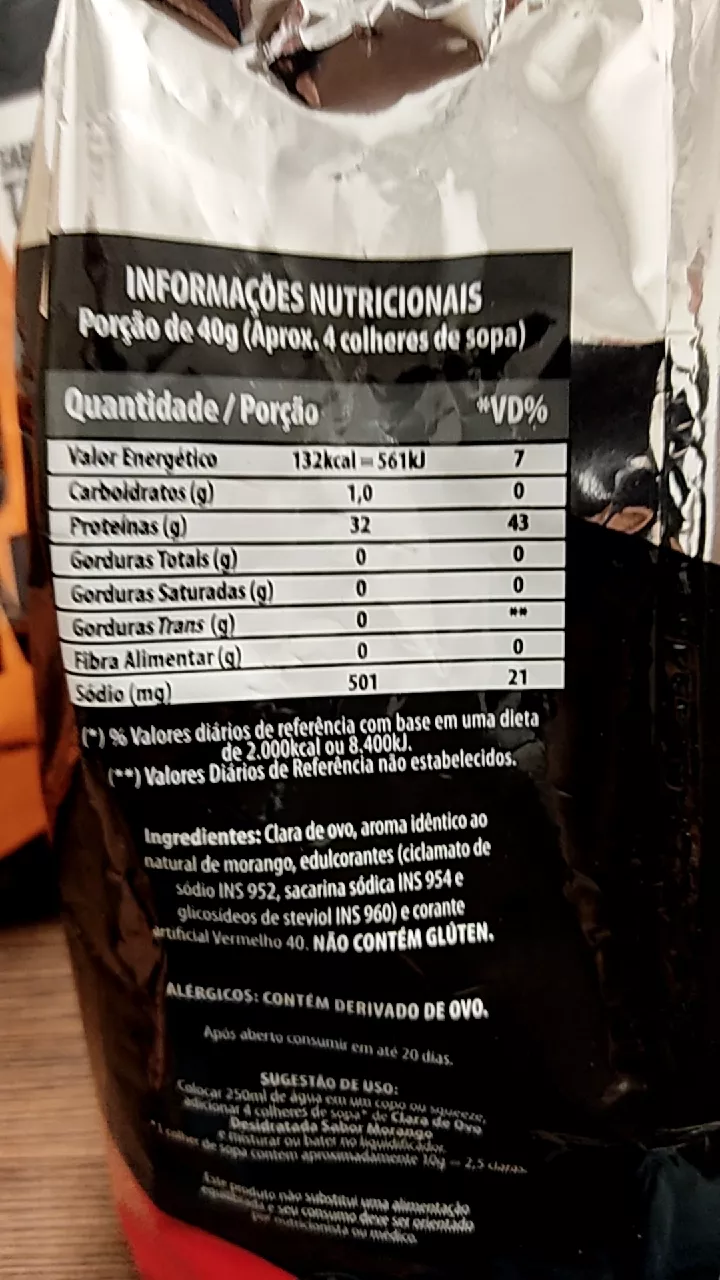 INFORMAÇÕES NUTRICIONAIS
Porção de 40g (Aprox. 4 colheres de sopa)
Quantidade / Porção *VD%
Valor Energético 132kcal = 561kJ 7
Carboidratos (g) 1,0 0
Proteínas (g) 32 43
Gorduras Totais (g) 0 0
Gorduras Saturadas (g) 0 0
Gorduras Trans (g) 0 **
Fibra Alimentar (g) 0 0
Sódio (mg) 501 21
(*) % Valores diários de referência com base em uma dieta
de 2.000kcal ou 8.400kJ.
(**) Valores Diários de Referência não estabelecidos.
Ingredientes: Clara de ovo, aroma idêntico ao
natural de morango, edulcorantes (ciclamato de
sódio INS 952, sacarina sódica INS 954 e
glicosídeos de steviol INS 960) e corante
artificial Vermelho 40. NÃO CONTÉM GLÚTEN.
ALÉRGICOS: CONTÉM DERIVADO DE OVO.
Após aberto consumir em até 20 dias.
SUGESTÃO DE USO:
Colocar 250ml de água em um copo ou squeeze,
adicionar 4 colheres de sopa* de Clara de Ovo
Desidratada Sabor Morango
e misturar ou bater no liquidificador.
*1 colher de sopa contém aproximadamente 10g = 2,5 claras.
Este produto não substitui uma alimentação
equilibrada e seu consumo deve ser orientado
por nutricionista ou médico.